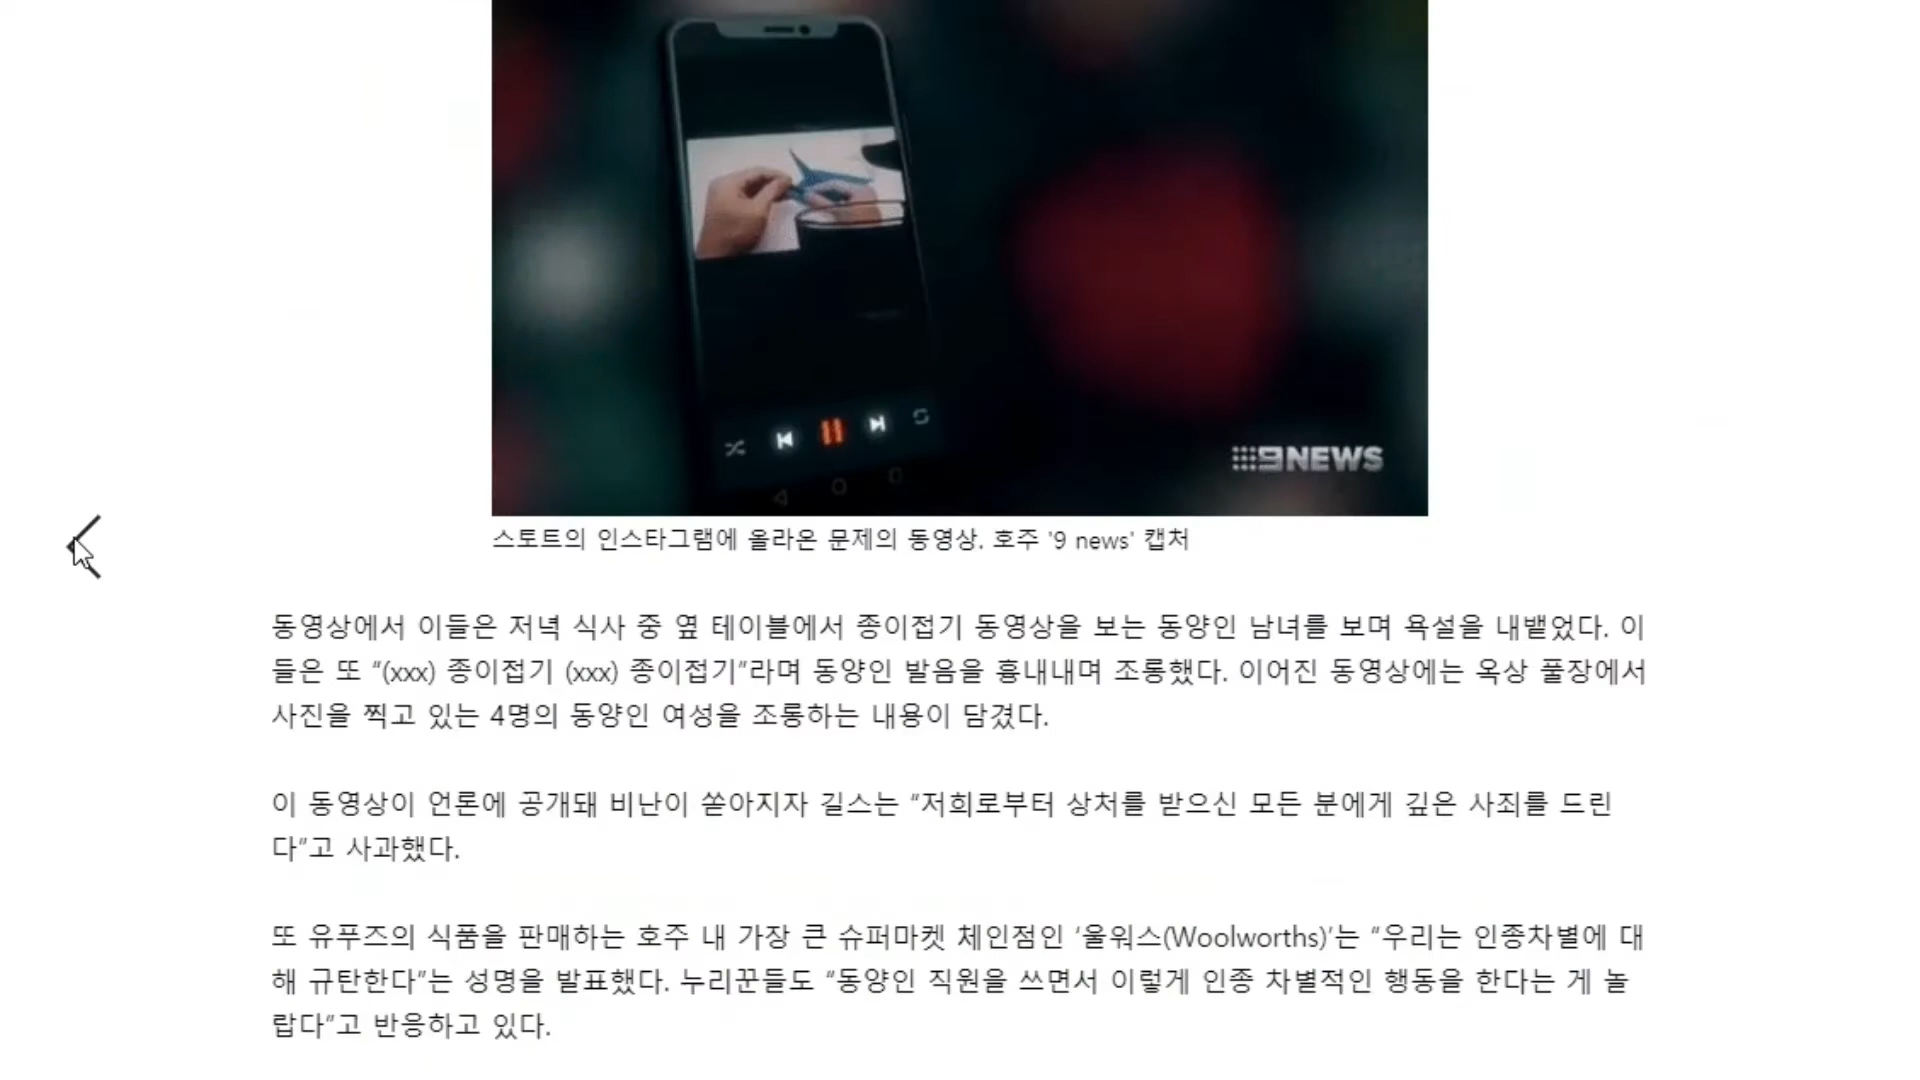 9NEWS
스토트의 인스타그램에 올라온 문제의 동영상. 호주 '9 news' 캡처
동영상에서 이들은 저녁 식사 중 옆 테이블에서 종이접기 동영상을 보는 동양인 남녀를 보며 욕설을 내뱉었다. 이
들은 또 “(xxx) 종이접기 (xxx) 종이접기”라며 동양인 발음을 흉내내며 조롱했다. 이어진 동영상에는 옥상 풀장에서
사진을 찍고 있는 4명의 동양인 여성을 조롱하는 내용이 담겼다.
이 동영상이 언론에 공개돼 비난이 쏟아지자 길스는 “저희로부터 상처를 받으신 모든 분에게 깊은 사죄를 드린
다”고 사과했다.
또 유푸즈의 식품을 판매하는 호주 내 가장 큰 슈퍼마켓 체인점인 ‘울워스(Woolworths)’는 “우리는 인종차별에 대
해 규탄한다”는 성명을 발표했다. 누리꾼들도 “동양인 직원을 쓰면서 이렇게 인종 차별적인 행동을 한다는 게 놀
랍다”고 반응하고 있다.